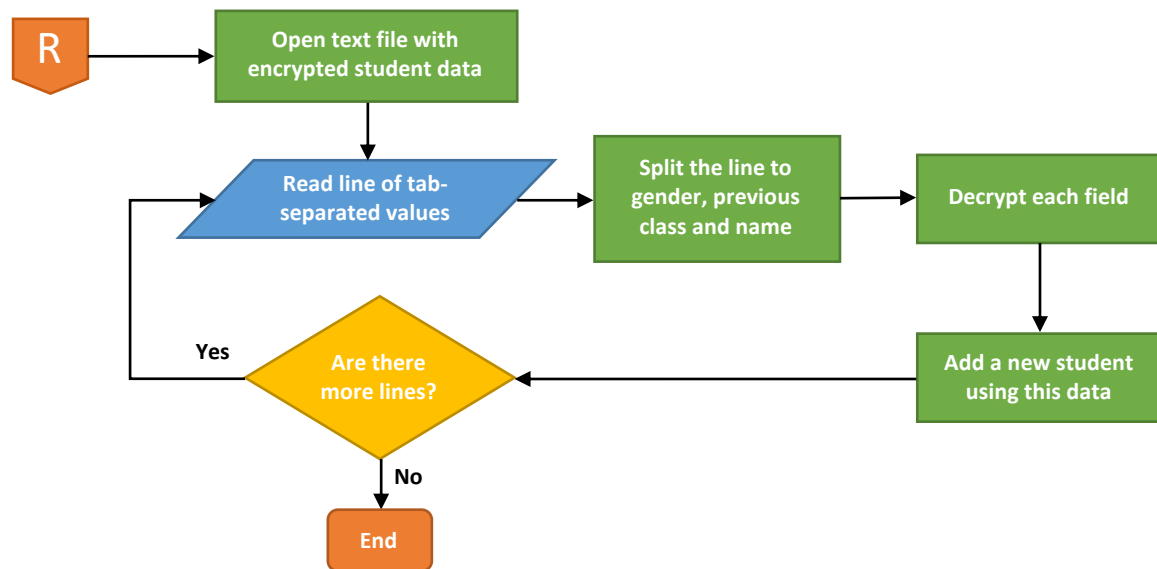 R
Open text file with
encrypted student data
Read line of tab-
separated values
Split the line to
gender, previous
class and name
Decrypt each field
Add a new student
using this data
Are there
more lines?
Yes
No
End